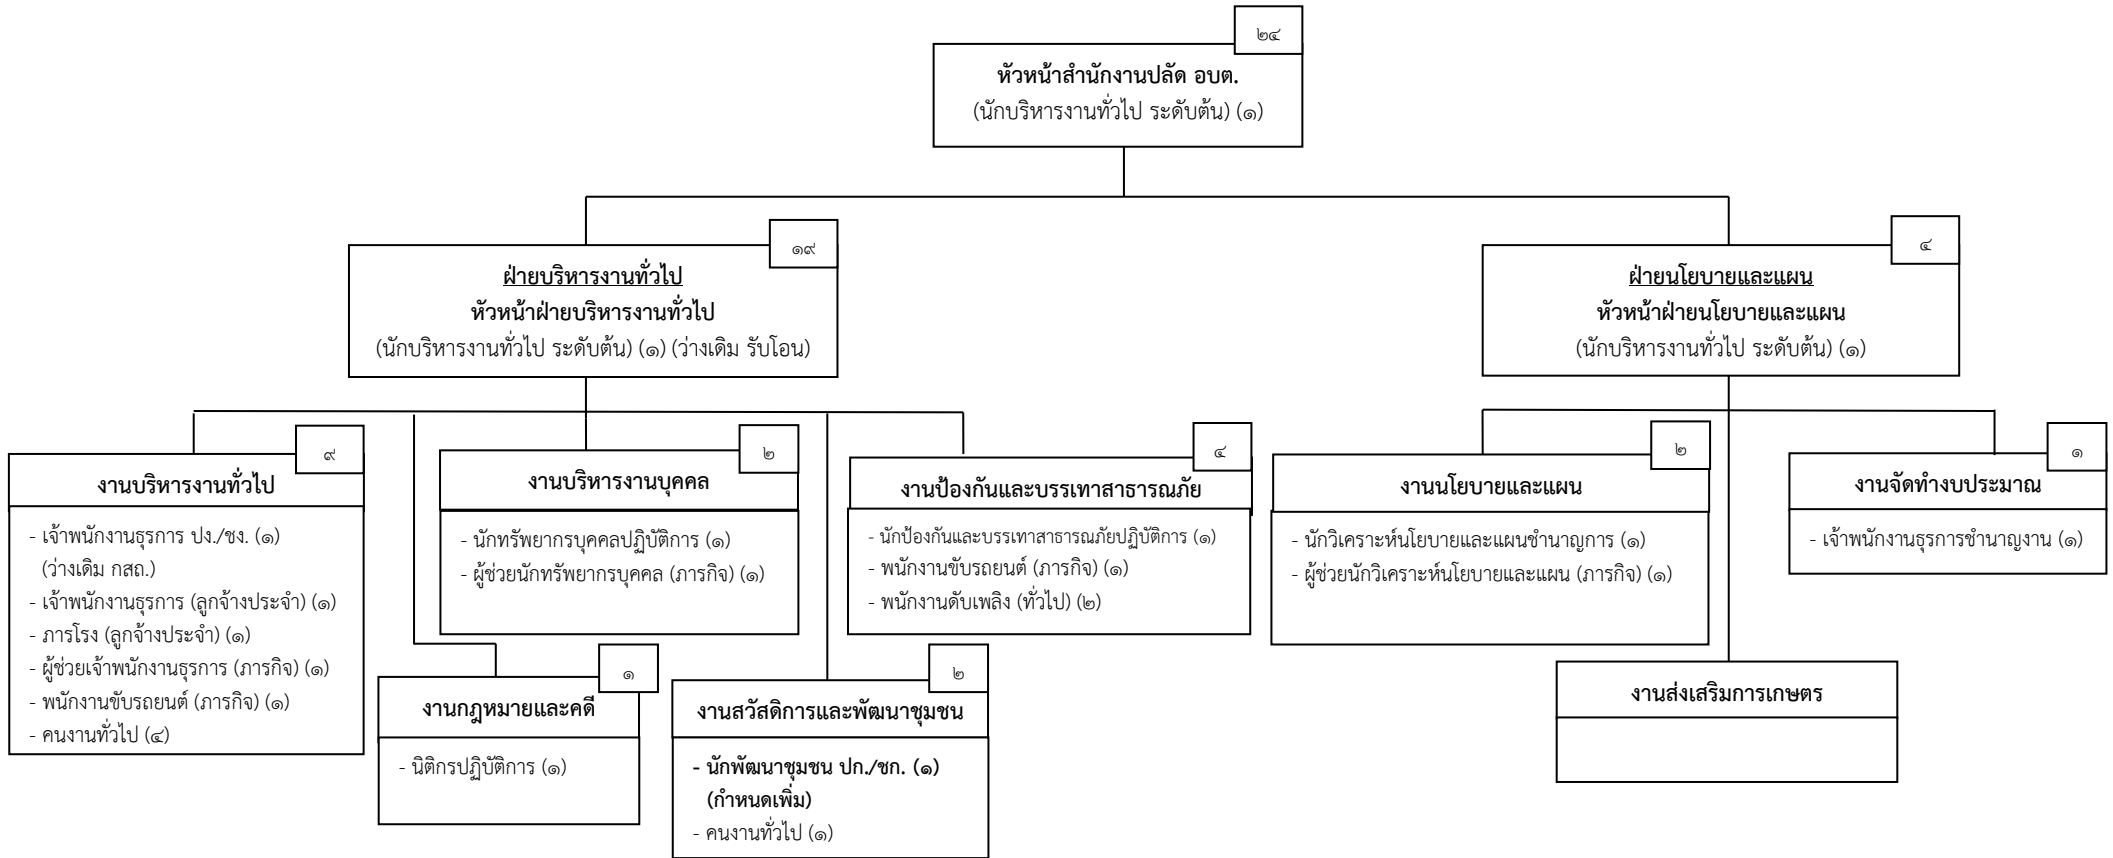 ๒๔
หัวหน้าสำนักงานปลัด อบต.
(นักบริหารงานทั่วไป ระดับต้น) (๑)
๑๙
ฝ่ายบริหารงานทั่วไป
หัวหน้าฝ่ายบริหารงานทั่วไป
(นักบริหารงานทั่วไป ระดับต้น) (๑) (ว่างเดิม รับโอน)
๔
ฝ่ายนโยบายและแผน
หัวหน้าฝ่ายนโยบายและแผน
(นักบริหารงานทั่วไป ระดับต้น) (๑)
๙
งานบริหารงานทั่วไป
- เจ้าพนักงานธุรการ ปง./ชง. (๑)
(ว่างเดิม กสถ.)
- เจ้าพนักงานธุรการ (ลูกจ้างประจำ) (๑)
- ภารโรง (ลูกจ้างประจำ) (๑)
- ผู้ช่วยเจ้าพนักงานธุรการ (ภารกิจ) (๑)
- พนักงานขับรถยนต์ (ภารกิจ) (๑)
- คนงานทั่วไป (๔)
๒
งานบริหารงานบุคคล
- นักทรัพยากรบุคคลปฏิบัติการ (๑)
- ผู้ช่วยนักทรัพยากรบุคคล (ภารกิจ) (๑)
๔
งานป้องกันและบรรเทาสาธารณภัย
- นักป้องกันและบรรเทาสาธารณภัยปฏิบัติการ (๑)
- พนักงานขับรถยนต์ (ภารกิจ) (๑)
- พนักงานดับเพลิง (ทั่วไป) (๒)
๒
งานนโยบายและแผน
- นักวิเคราะห์นโยบายและแผนชำนาญการ (๑)
- ผู้ช่วยนักวิเคราะห์นโยบายและแผน (ภารกิจ) (๑)
๑
งานจัดทำงบประมาณ
- เจ้าพนักงานธุรการชำนาญงาน (๑)
๑
งานกฎหมายและคดี
- นิติกรปฏิบัติการ (๑)
๒
งานสวัสดิการและพัฒนาชุมชน
- นักพัฒนาชุมชน ปก./ชก. (๑)
(กำหนดเพิ่ม)
- คนงานทั่วไป (๑)
งานส่งเสริมการเกษตร